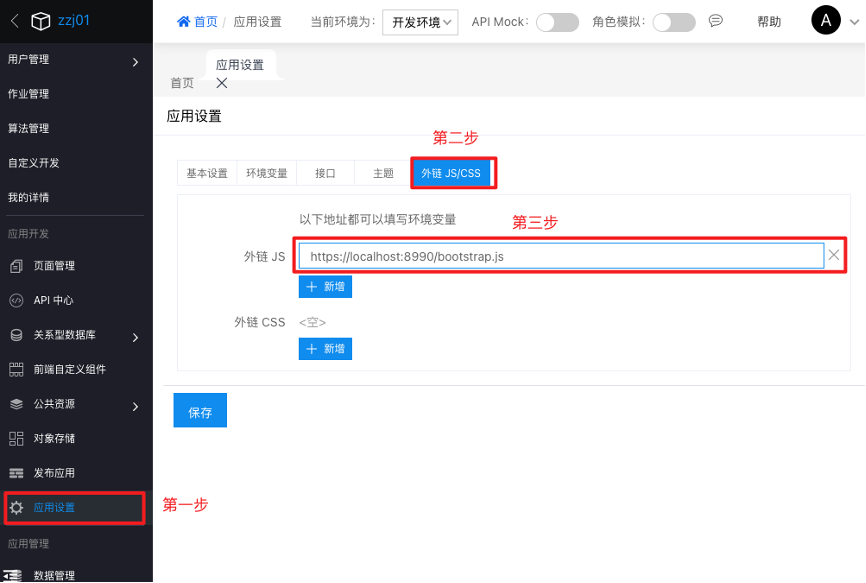 zzj01
首页 / 应用设置
当前环境为:
开发环境
API Mock:
角色模拟:
帮助
A
用户管理
作业管理
算法管理
自定义开发
我的详情
应用开发
页面管理
API 中心
关系型数据库
前端自定义组件
公共资源
对象存储
发布应用
应用设置
应用管理
数据管理
首页
应用设置
应用设置
第二步
基本设置
环境变量
接口
主题
外链 JS/CSS
以下地址都可以填写环境变量
第三步
外链 JS
https://localhost:8990/bootstrap.js
+ 新增
外链 CSS
<空>
+ 新增
保存
第一步